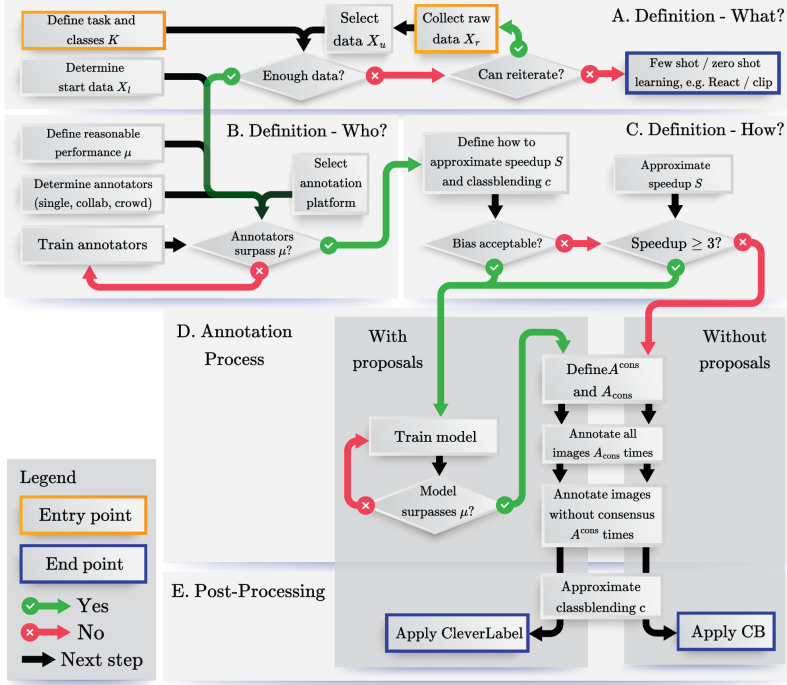 A. Definition - What?
Define task and
classes K
Select
data Xu
Collect raw
data Xr
Determine
start data Xl
Enough data?
Can reiterate?
Few shot / zero shot
learning, e.g. React / clip
B. Definition - Who?
Define reasonable
performance μ
Determine annotators
(single, collab, crowd)
Select
annotation
platform
Train annotators
Annotators
surpass μ?
C. Definition - How?
Define how to
approximate speedup S
and classblending c
Approximate
speedup S
Bias acceptable?
Speedup ≥ 3?
D. Annotation
Process
With
proposals
Without
proposals
DefineA^cons
and A_cons
Train model
Annotate all
images A_cons times
Model
surpasses μ?
Annotate images
without consensus
A^cons times
E. Post-Processing
Approximate
classblending c
Apply CleverLabel
Apply CB
Legend
Entry point
End point
Yes
No
Next step